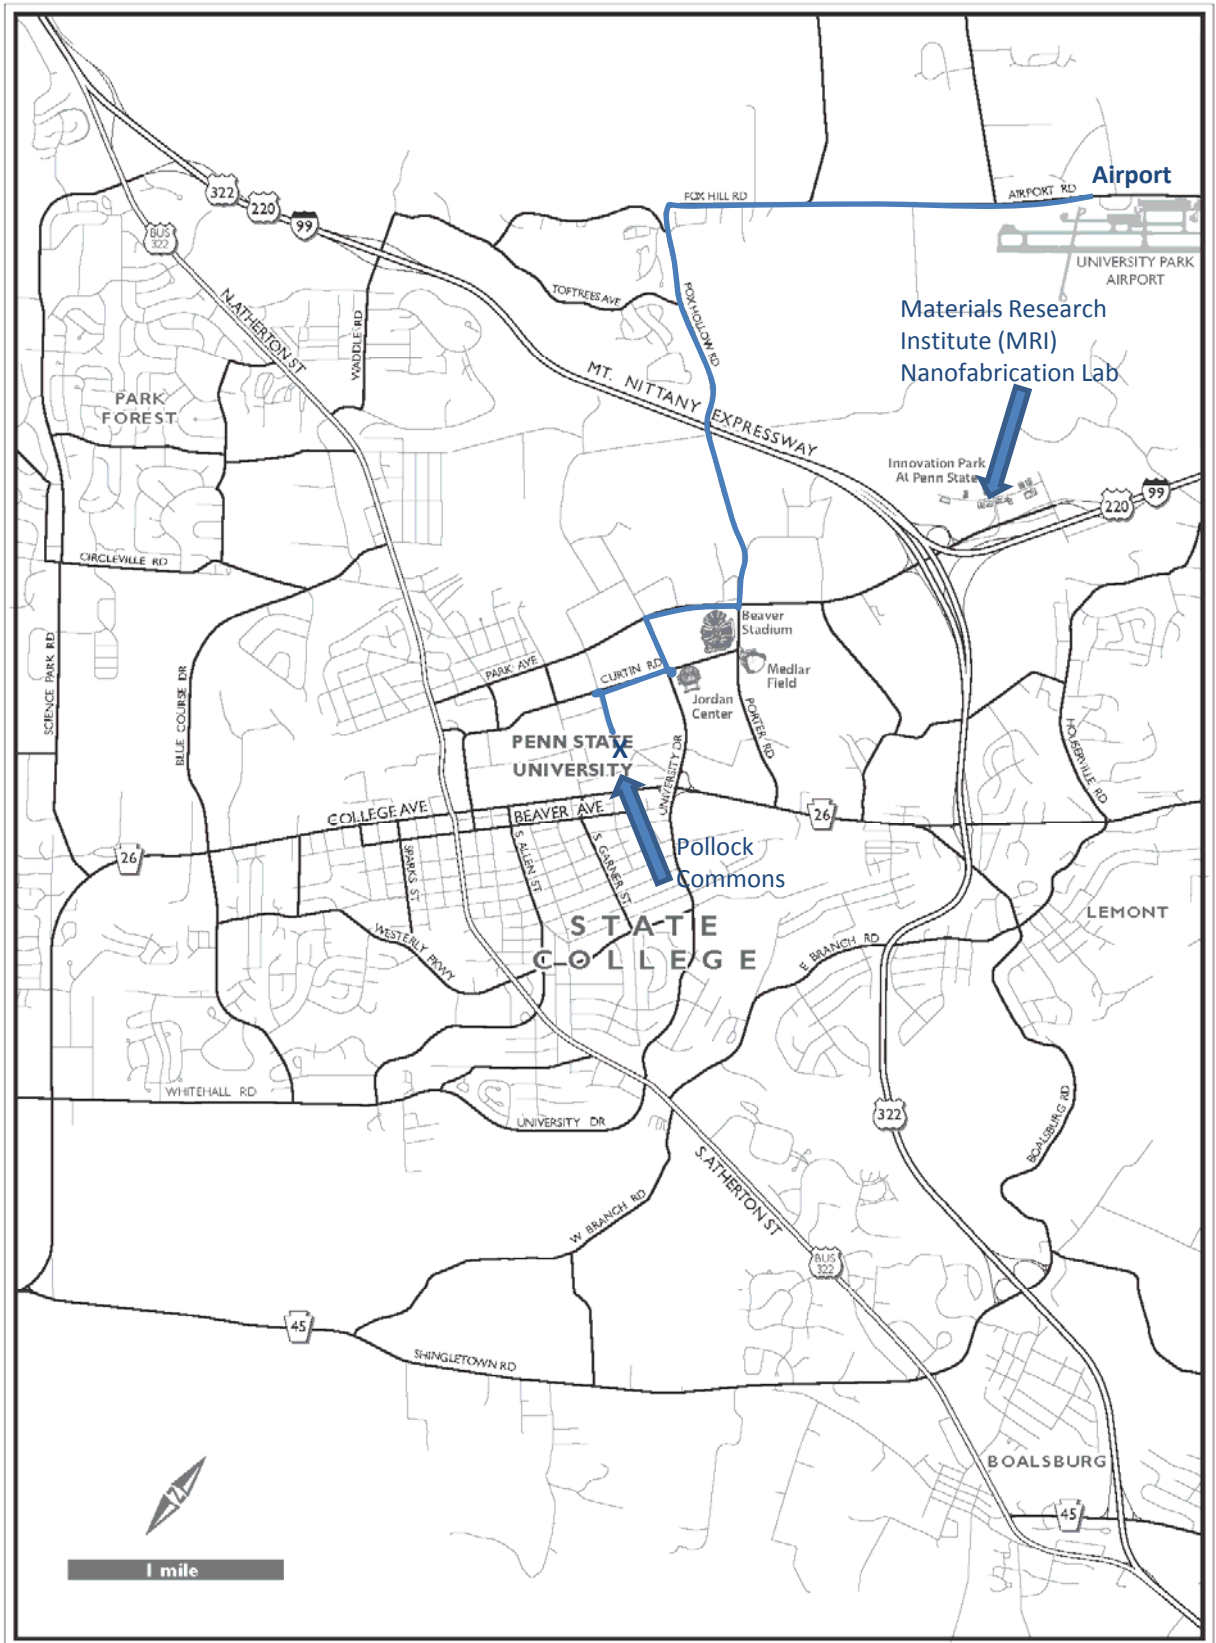 Airport
FOX HILL RD
AIRPORT RD
322
220
99
BUS
322
UNIVERSITY PARK
AIRPORT
TOFTREES AVE
FOX HOLLOW RD
N.ATHERTON ST
WADDLE RD
Materials Research
Institute (MRI)
Nanofabrication Lab
MT. NITTANY EXPRESSWAY
PARK
FOREST
Innovation Park
At Penn State
220
99
CIRCLEVILLE RD
Beaver
Stadium
SCIENCE PARK RD
BLUE COURSE DR
PARK AVE
CURTIN RD
Medlar
Field
Jordan
Center
PORTER RD
HOUSERVILLE RD
PENN STATE
UNIVERSITY
X
UNIVERSITY DR
COLLEGE AVE
BEAVER AVE
26
26
SPARKS ST
S ALLEN ST
S GARNER ST
Pollock
Commons
LEMONT
STATE
COLLEGE
WESTERLY PKWY
E BRANCH RD
WHITEHALL RD
UNIVERSITY DR
322
BOALSBURG RD
S.ATHERTON ST
W BRANCH RD
BUS
322
45
SHINGLETOWN RD
BOALSBURG
45
N
1 mile